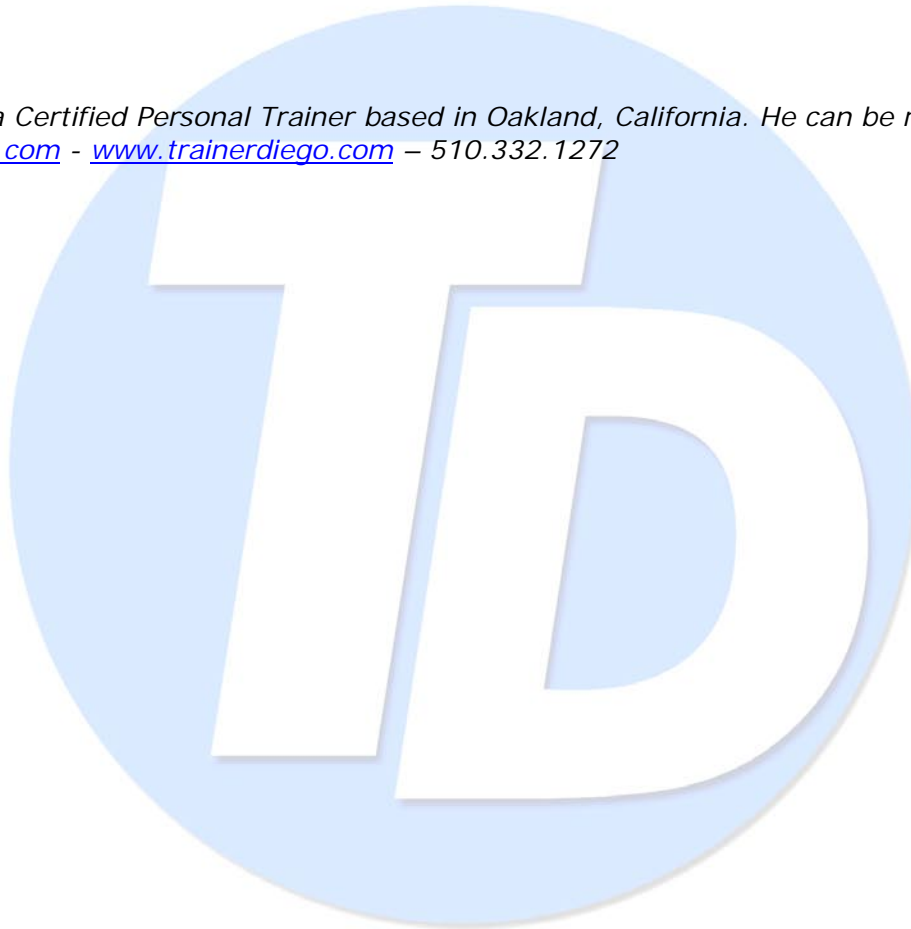 a Certified Personal Trainer based in Oakland, California. He can be
.com - www.trainerdiego.com – 510.332.1272
TD